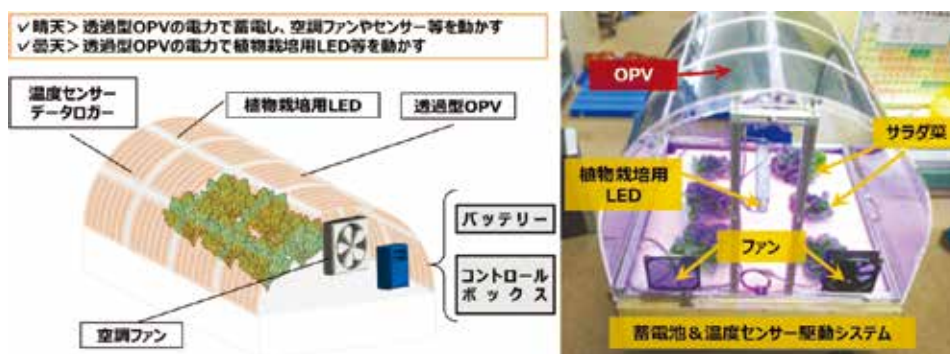 ✓晴天＞透過型OPVの電力で蓄電し、空調ファンやセンサー等を動かす
✓曇天＞透過型OPVの電力で植物栽培用LED等を動かす
温度センサー
データロガー
植物栽培用LED
透過型OPV
バッテリー
コントロール
ボックス
空調ファン
OPV
サラダ菜
植物栽培用
LED
ファン
蓄電池＆温度センサー駆動システム